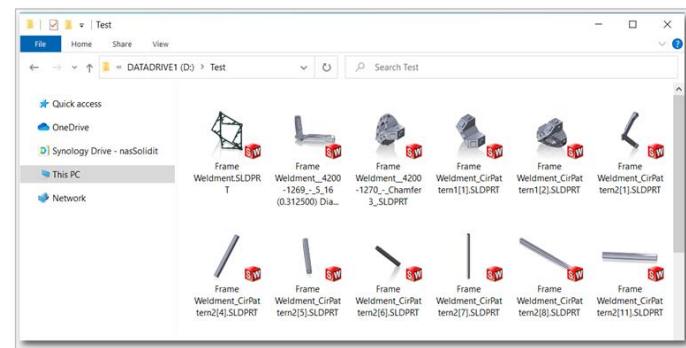 Test
File Home Share View
DATADRIVE1 (D:) > Test
Search Test
Quick access
OneDrive
Synology Drive - nasSolidit
This PC
Network
Frame
Weldment.SLDPR
T
Frame
Weldment__4200
-1269_-_5_16
(0.312500) Dia...
Frame
Weldment__4200
-1270_-_Chamfer
3_.SLDPRT
Frame
Weldment_CirPat
tern1[1].SLDPRT
Frame
Weldment_CirPat
tern1[2].SLDPRT
Frame
Weldment_CirPat
tern2[1].SLDPRT
Frame
Weldment_CirPat
tern2[4].SLDPRT
Frame
Weldment_CirPat
tern2[5].SLDPRT
Frame
Weldment_CirPat
tern2[6].SLDPRT
Frame
Weldment_CirPat
tern2[7].SLDPRT
Frame
Weldment_CirPat
tern2[8].SLDPRT
Frame
Weldment_CirPat
tern2[11].SLDPRT